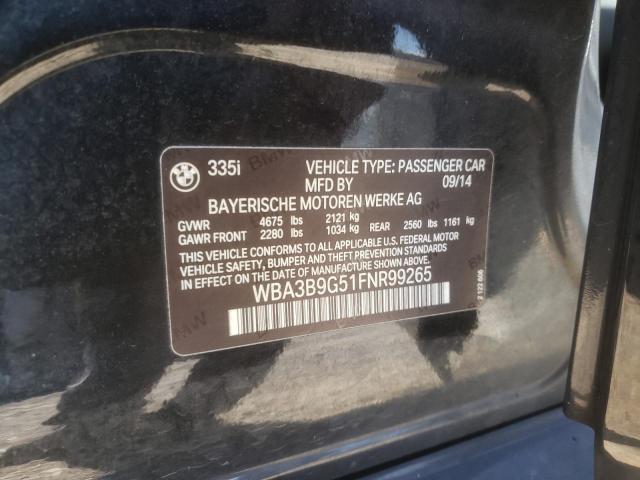 BMW
335i VEHICLE TYPE: PASSENGER CAR
MFD BY 09/14
BAYERISCHE MOTOREN WERKE AG
GVWR 4675 lbs 2121 kg
GAWR FRONT 2280 lbs 1034 kg REAR 2560 lbs 1161 kg
THIS VEHICLE CONFORMS TO ALL APPLICABLE U.S. FEDERAL MOTOR
VEHICLE SAFETY, BUMPER AND THEFT PREVENTION STANDARDS
IN EFFECT ON THE DATE OF MANUFACTURE SHOWN ABOVE.
WBA3B9G51FNR99265